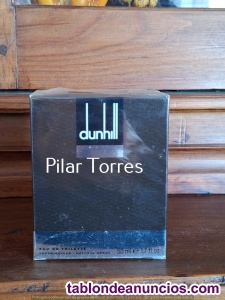 dunhill
Pilar Torres
EAU DE TOILETTE
tablondeanuncios.com